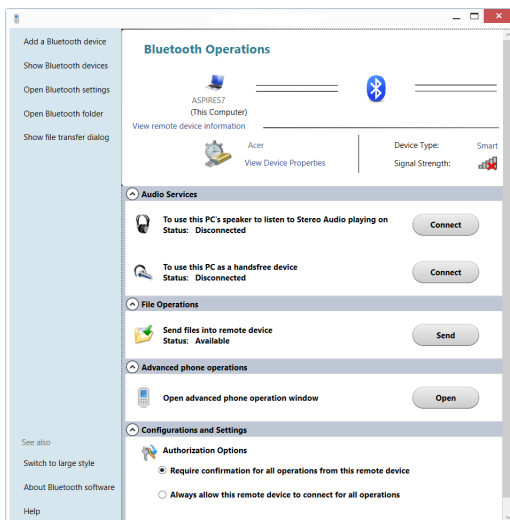 Add a Bluetooth device
Show Bluetooth devices
Open Bluetooth settings
Open Bluetooth folder
Show file transfer dialog
See also
Switch to large style
About Bluetooth software
Help
Bluetooth Operations
ASPIRES7
(This Computer)
View remote device information
Acer
View Device Properties
Device Type: Smart
Signal Strength:
Audio Services
To use this PC's speaker to listen to Stereo Audio playing on
Status: Disconnected
Connect
To use this PC as a handsfree device
Status: Disconnected
Connect
File Operations
Send files into remote device
Status: Available
Send
Advanced phone operations
Open advanced phone operation window
Open
Configurations and Settings
Authorization Options
Require confirmation for all operations from this remote device
Always allow this remote device to connect for all operations